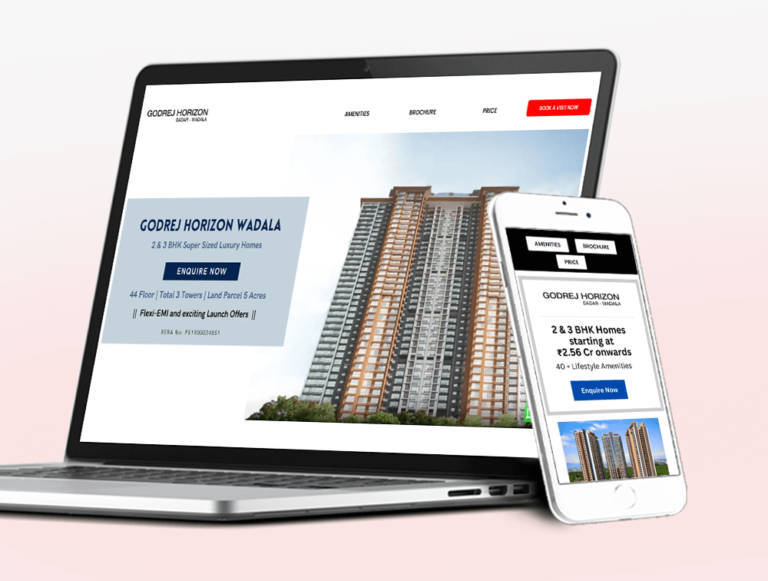 GODREJ HORIZON
DADAR - WADALA
AMENITIES
BROCHURE
PRICE
BOOK A VISIT NOW
GODREJ HORIZON WADALA
2 & 3 BHK Super Sized Luxury Homes
ENQUIRE NOW
44 Floor | Total 3 Towers | Land Parcel 5 Acres
|| Flexi-EMI and exciting Launch Offers ||
RERA No: P51900034851
AMENITIES
BROCHURE
PRICE
GODREJ HORIZON
DADAR - WADALA
2 & 3 BHK Homes
starting at
₹2.56 Cr onwards
40 + Lifestyle Amenities
Enquire Now